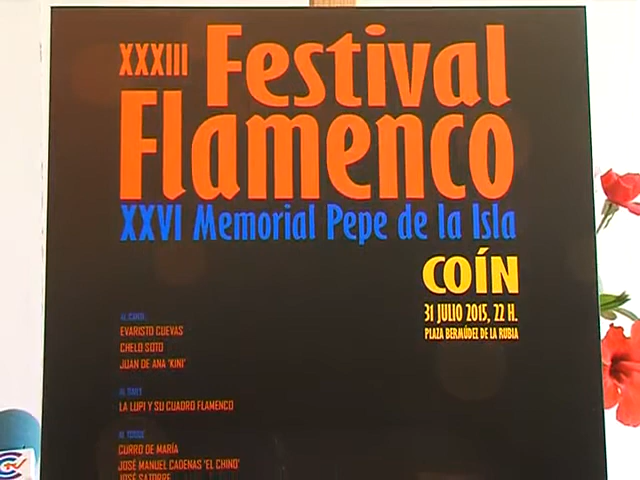 XXXIII Festival
Flamenco
XXVI Memorial Pepe de la Isla
COÍN
31 JULIO 2015, 22 H.
PLAZA BERMÚDEZ DE LA RUBIA
AL CANTE
EVARISTO CUEVAS
CHELO SOTO
JUAN DE ANA 'KINI'
AL BAILE
LA LUPI Y SU CUADRO FLAMENCO
AL TOQUE
CURRO DE MARÍA
JOSÉ MANUEL CADENAS 'EL CHINO'
JOSÉ SATORRE